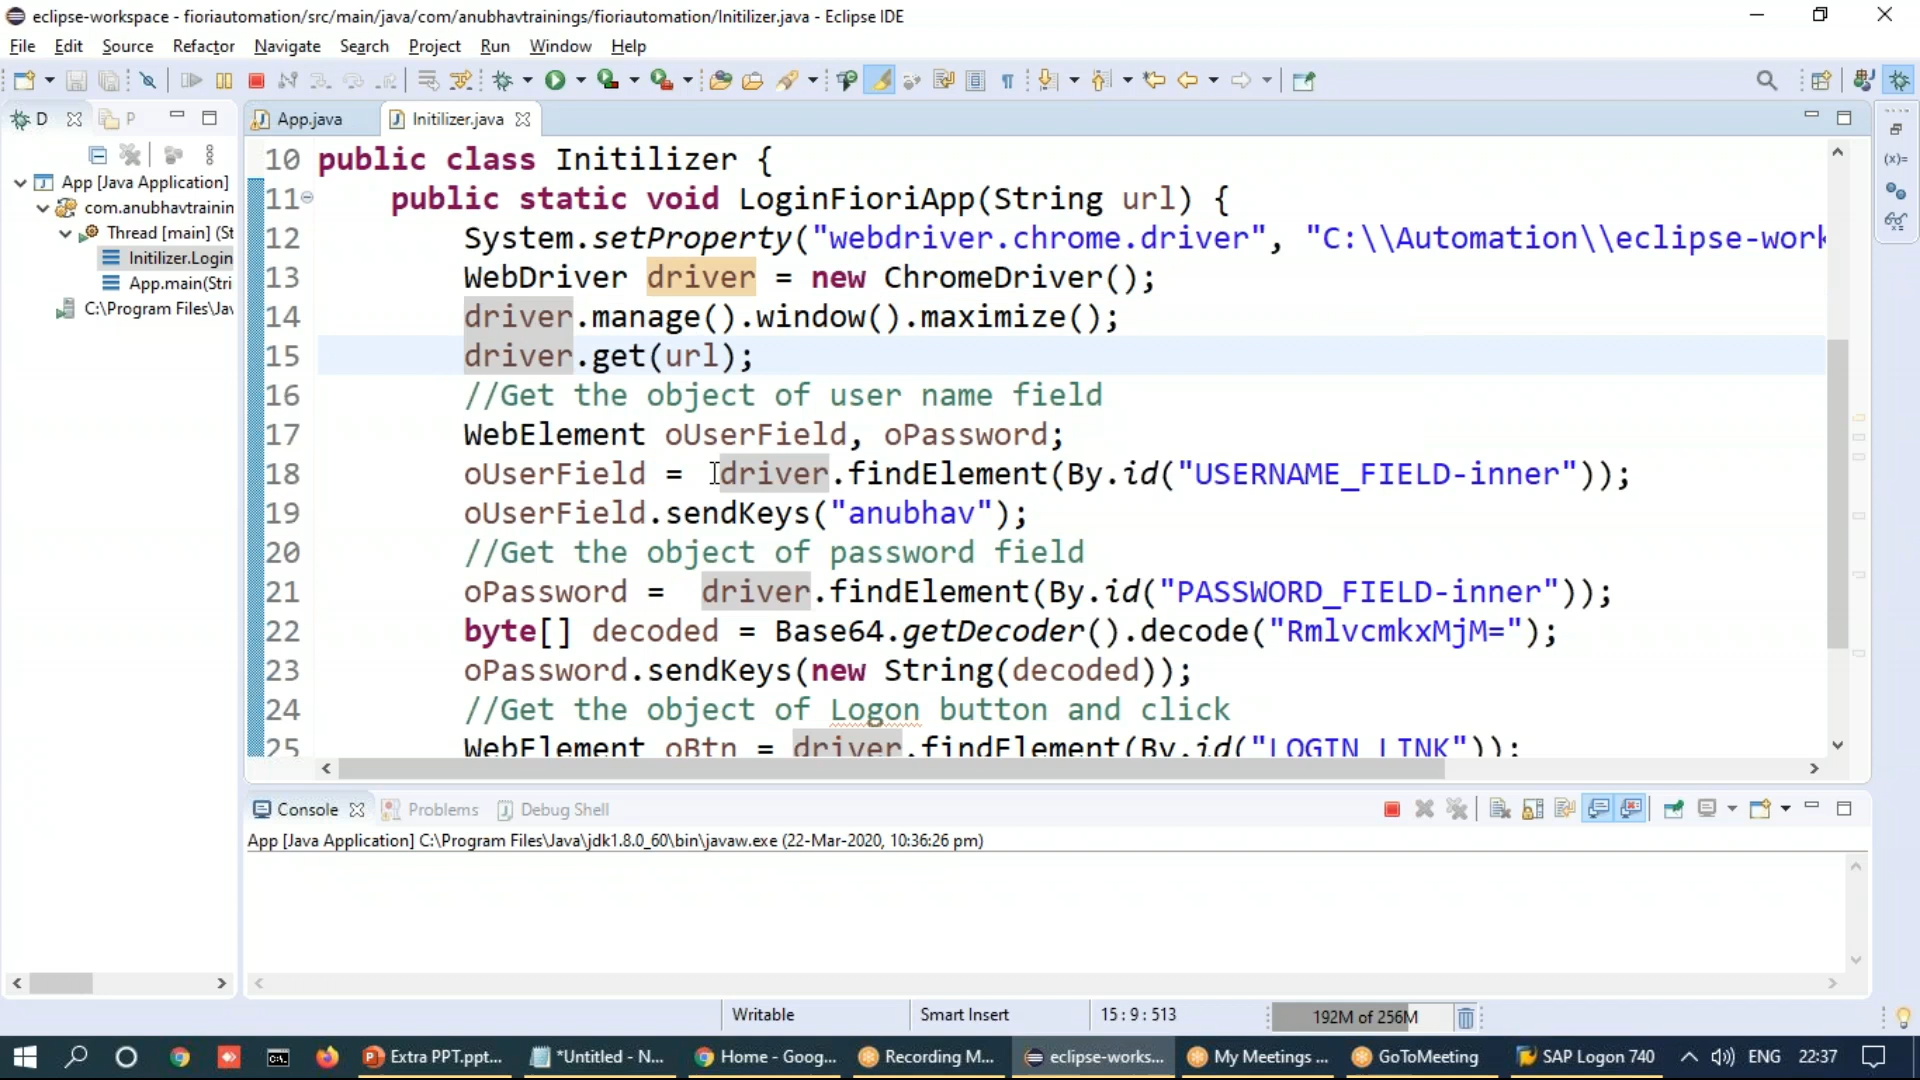 eclipse-workspace - fioriautomation/src/main/java/com/anubhavtrainings/fioriautomation/Initilizer.java - Eclipse IDE
File Edit Source Refactor Navigate Search Project Run Window Help
D P App.java Initilizer.java
App [Java Application]
com.anubhavtrainin
Thread [main] (St
Initilizer.Login
App.main(Stri
C:\Program Files\Jav
10 public class Initilizer {
11 public static void LoginFioriApp(String url) {
12 System.setProperty("webdriver.chrome.driver", "C:\\Automation\\eclipse-work
13 WebDriver driver = new ChromeDriver();
14 driver.manage().window().maximize();
15 driver.get(url);
16 //Get the object of user name field
17 WebElement oUserField, oPassword;
18 oUserField = driver.findElement(By.id("USERNAME_FIELD-inner"));
19 oUserField.sendKeys("anubhav");
20 //Get the object of password field
21 oPassword = driver.findElement(By.id("PASSWORD_FIELD-inner"));
22 byte[] decoded = Base64.getDecoder().decode("RmlvcmkxMjM=");
23 oPassword.sendKeys(new String(decoded));
24 //Get the object of Logon button and click
25 WebElement oBtn = driver.findElement(By.id("LOGIN_LINK"));
Console Problems Debug Shell
App [Java Application] C:\Program Files\Java\jdk1.8.0_60\bin\javaw.exe (22-Mar-2020, 10:36:26 pm)
Writable Smart Insert 15 : 9 : 513 192M of 256M
Extra PPT.ppt... *Untitled - N... Home - Goog... Recording M... eclipse-works... My Meetings ... GoToMeeting SAP Logon 740 ENG 22:37